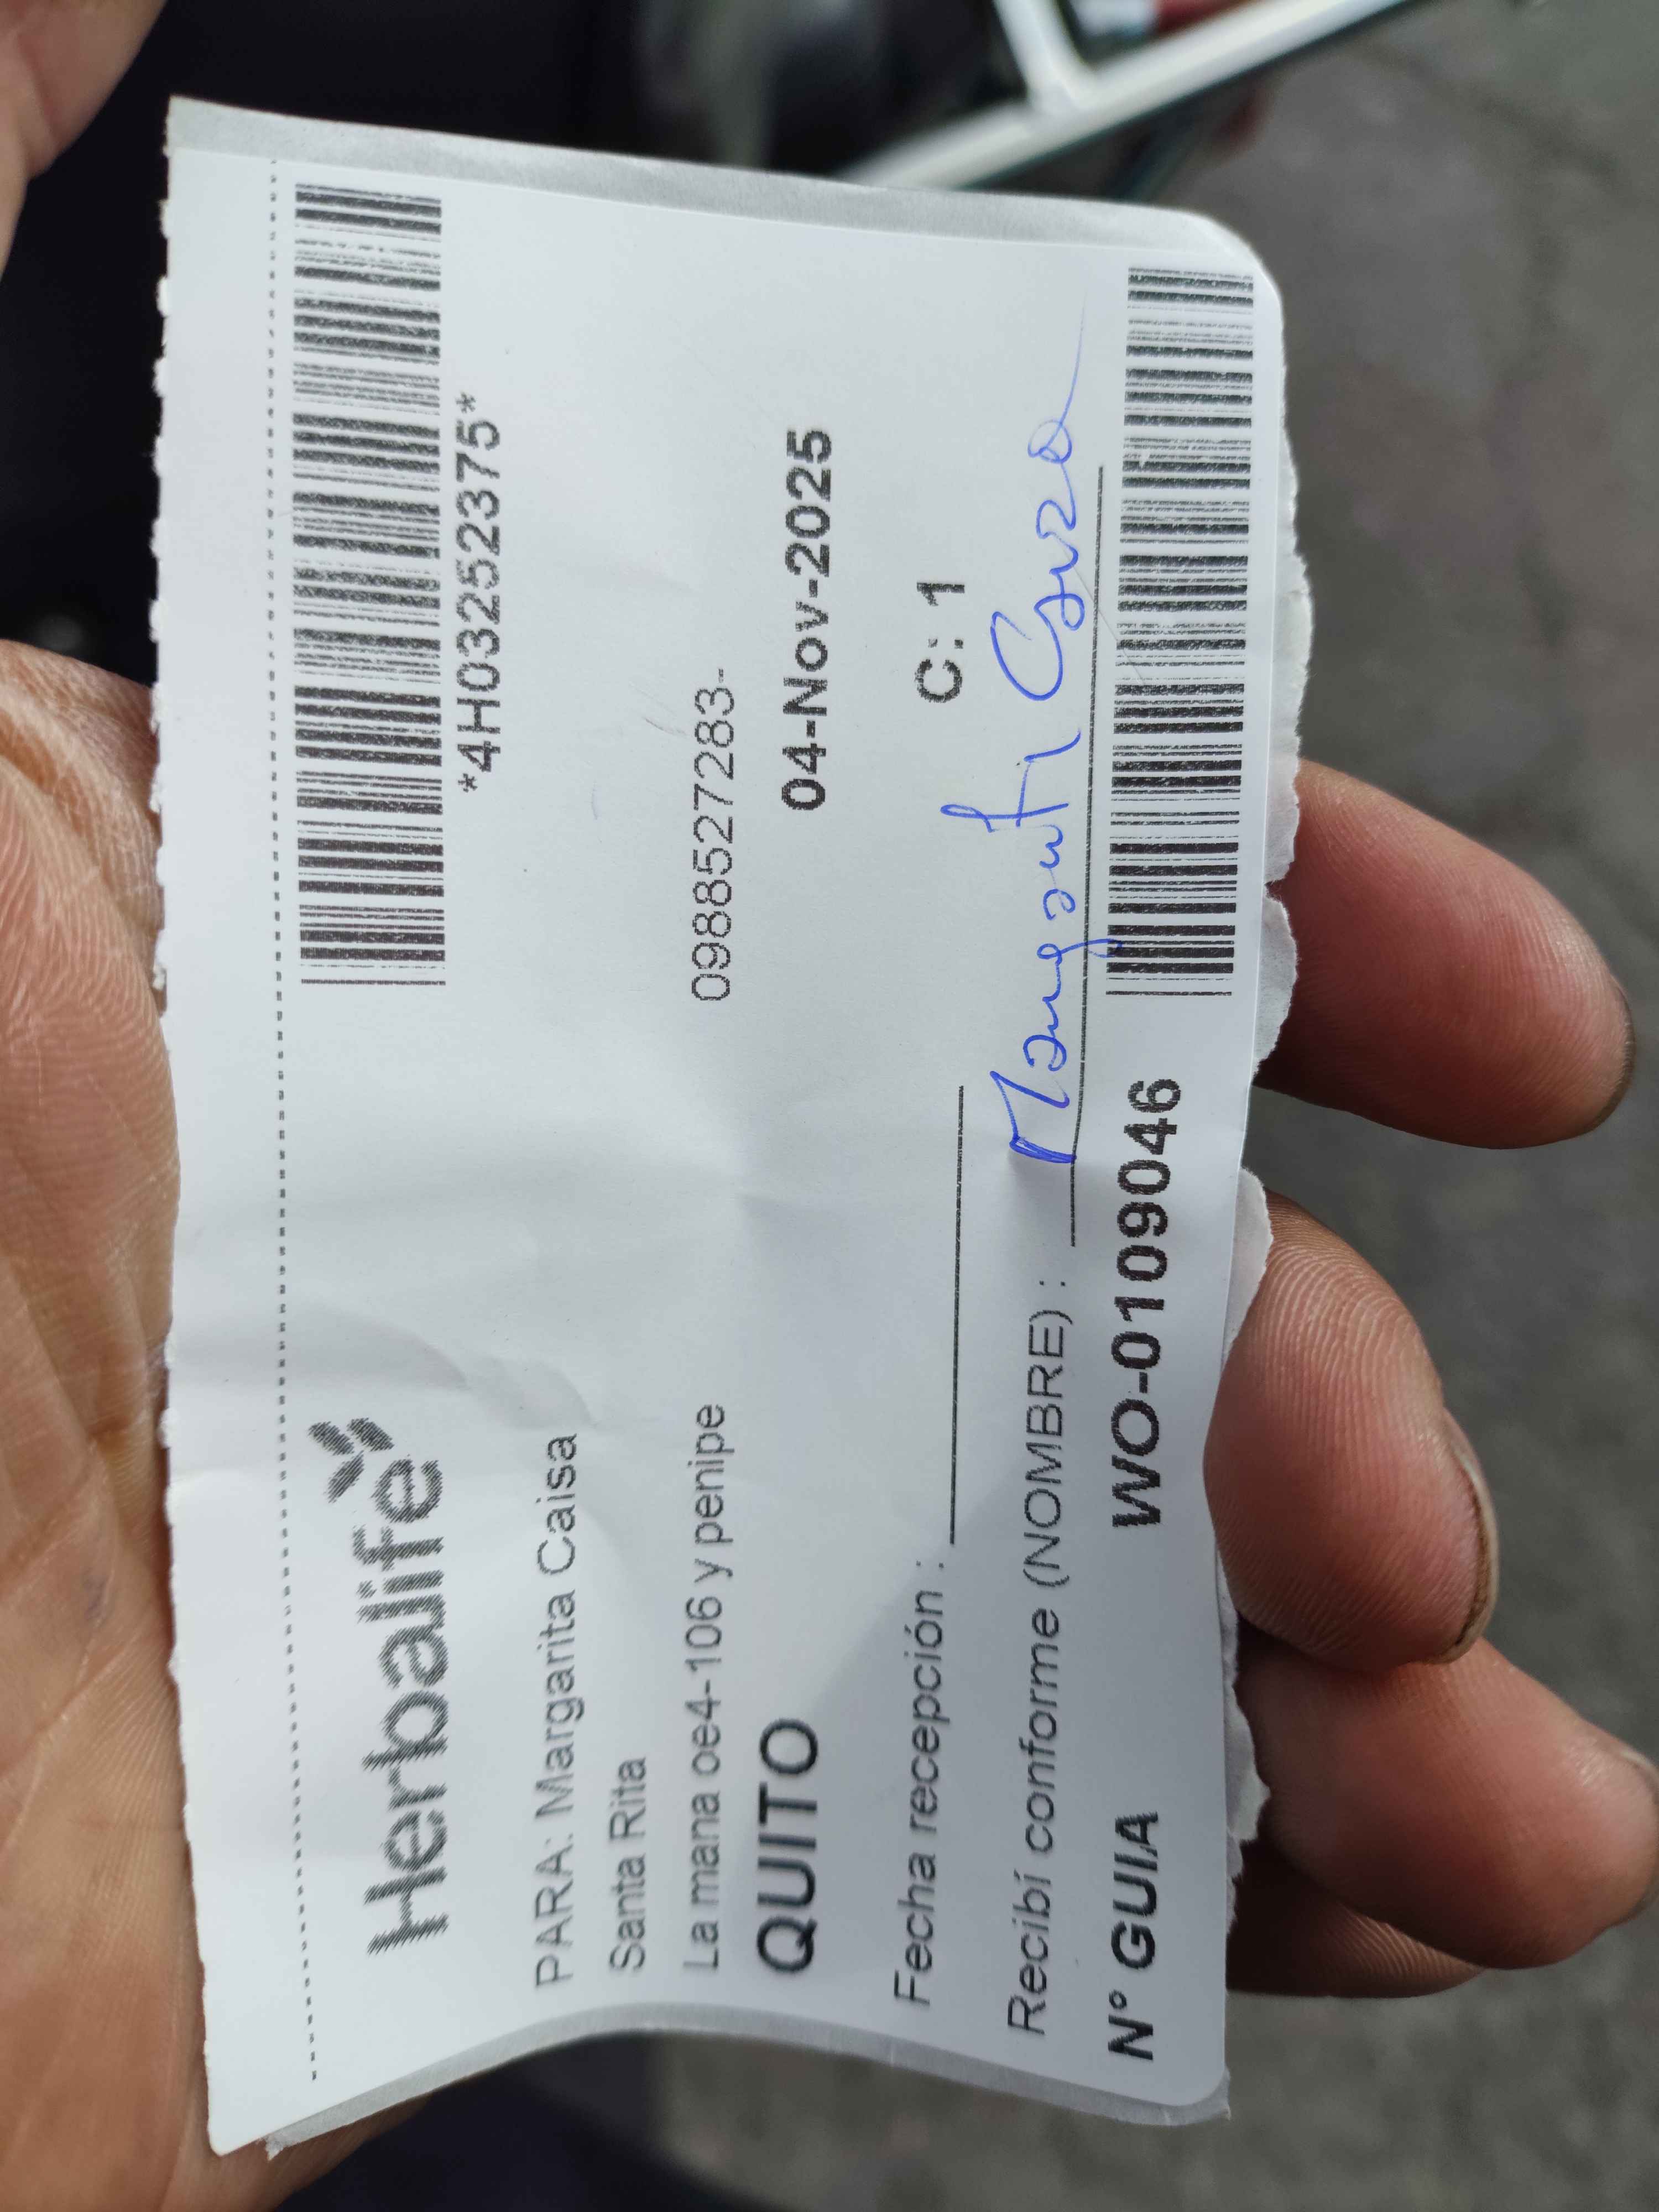 Herbalife
*4H03252375*
PARA: Margarita Caisa
Santa Rita
La mana oe4-106 y penipe 0988527283-
QUITO 04-Nov-2025
Fecha recepción : C: 1
Recibí conforme (NOMBRE) :
N° GUIA WO-0109046